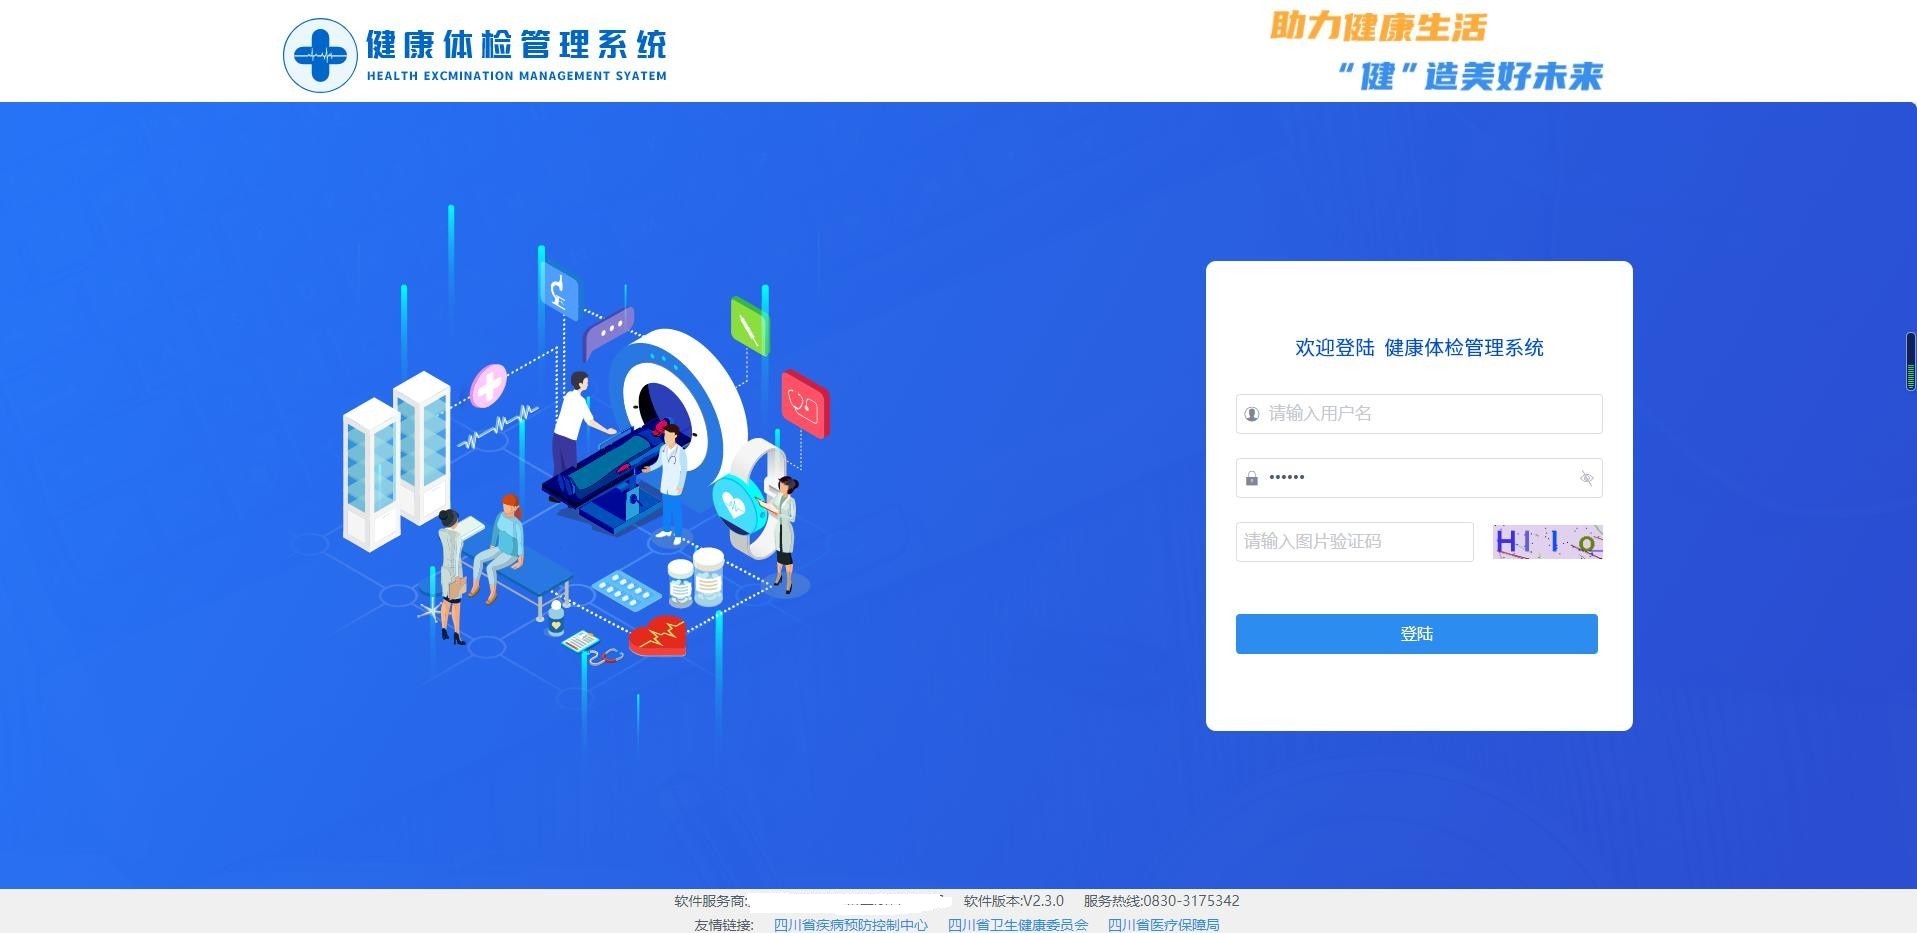 健康体检管理系统
HEALTH EXCMINATION MANAGEMENT SYATEM
助力健康生活
“健”造美好未来
欢迎登陆 健康体检管理系统
请输入用户名
••••••
请输入图片验证码
登陆
软件服务商: 软件版本:V2.3.0 服务热线:0830-3175342
友情链接: 四川省疾病预防控制中心 四川省卫生健康委员会 四川省医疗保障局